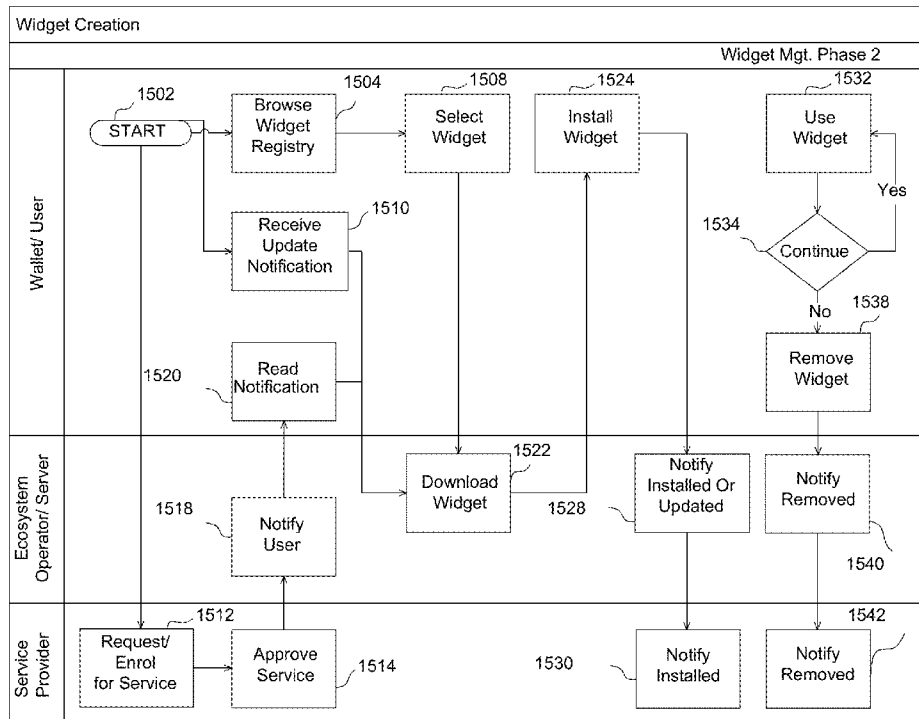 Widget Creation
Widget Mgt. Phase 2
Wallet/ User
1502
START
Browse
Widget
Registry
1504
Select
Widget
1508
Install
Widget
1524
Use
Widget
1532
Yes
Receive
Update
Notification
1510
1534
Continue
No
1538
Remove
Widget
1520
Read
Notification
Ecosystem
Operator/ Server
1518
Notify
User
Download
Widget
1522
1528
Notify
Installed Or
Updated
Notify
Removed
1540
Service
Provider
1512
Request/
Enrol
for Service
Approve
Service
1514
1530
Notify
Installed
Notify
Removed
1542